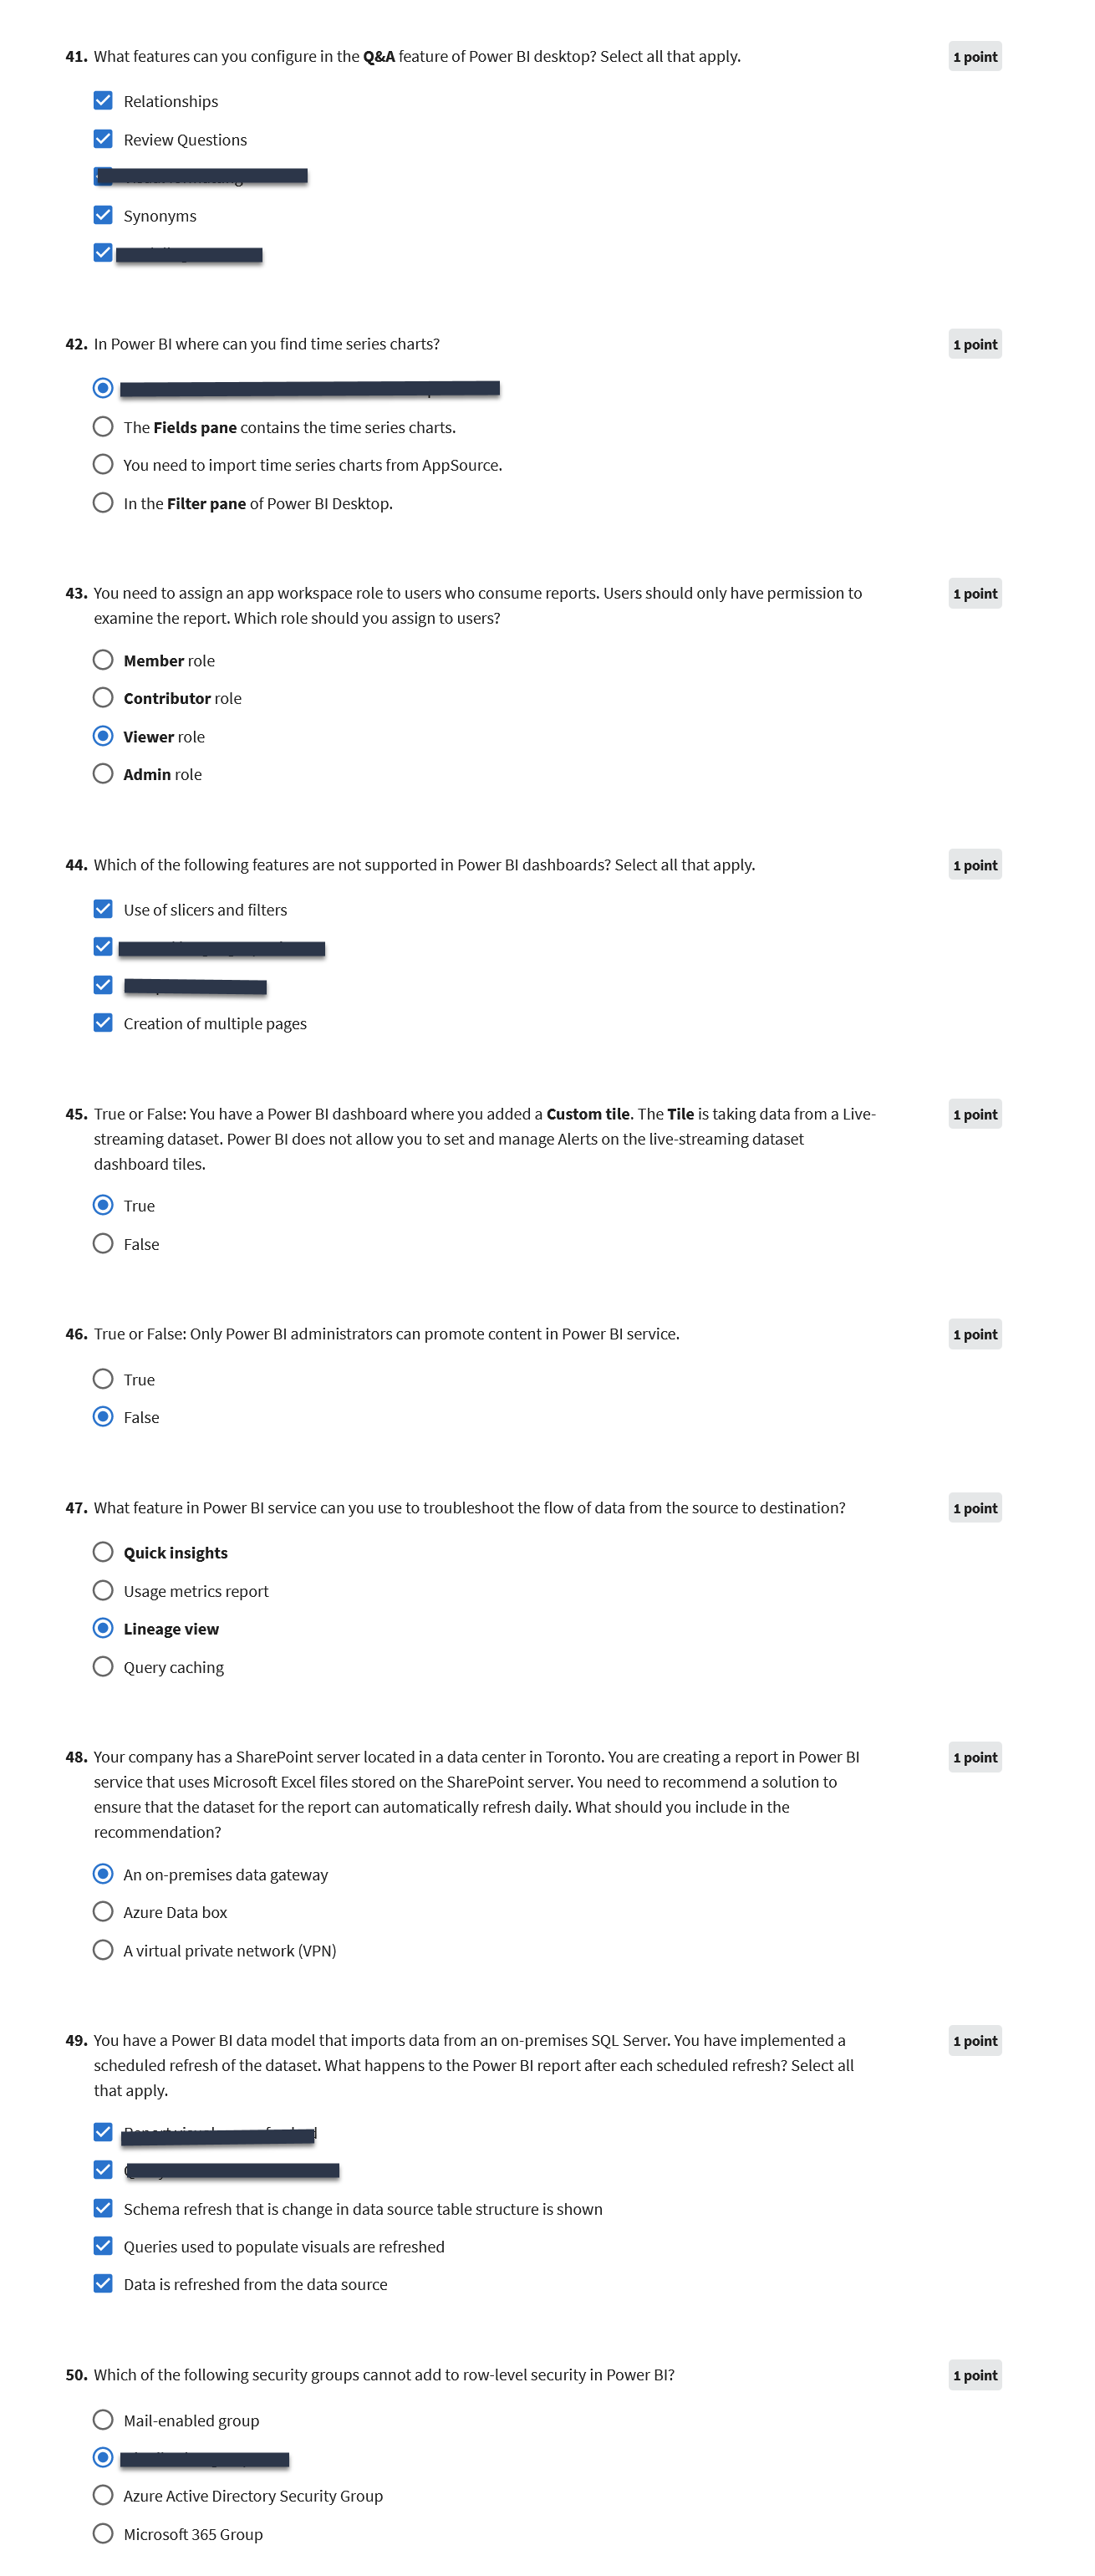 41. What features can you configure in the Q&A feature of Power BI desktop? Select all that apply.
1 point
Relationships
Review Questions
Synonyms
42. In Power BI where can you find time series charts?
1 point
The Fields pane contains the time series charts.
You need to import time series charts from AppSource.
In the Filter pane of Power BI Desktop.
43. You need to assign an app workspace role to users who consume reports. Users should only have permission to
examine the report. Which role should you assign to users?
1 point
Member role
Contributor role
Viewer role
Admin role
44. Which of the following features are not supported in Power BI dashboards? Select all that apply.
1 point
Use of slicers and filters
Creation of multiple pages
45. True or False: You have a Power BI dashboard where you added a Custom tile. The Tile is taking data from a Live-
streaming dataset. Power BI does not allow you to set and manage Alerts on the live-streaming dataset
dashboard tiles.
1 point
True
False
46. True or False: Only Power BI administrators can promote content in Power BI service.
1 point
True
False
47. What feature in Power BI service can you use to troubleshoot the flow of data from the source to destination?
1 point
Quick insights
Usage metrics report
Lineage view
Query caching
48. Your company has a SharePoint server located in a data center in Toronto. You are creating a report in Power BI
service that uses Microsoft Excel files stored on the SharePoint server. You need to recommend a solution to
ensure that the dataset for the report can automatically refresh daily. What should you include in the
recommendation?
1 point
An on-premises data gateway
Azure Data box
A virtual private network (VPN)
49. You have a Power BI data model that imports data from an on-premises SQL Server. You have implemented a
scheduled refresh of the dataset. What happens to the Power BI report after each scheduled refresh? Select all
that apply.
1 point
Schema refresh that is change in data source table structure is shown
Queries used to populate visuals are refreshed
Data is refreshed from the data source
50. Which of the following security groups cannot add to row-level security in Power BI?
1 point
Mail-enabled group
Azure Active Directory Security Group
Microsoft 365 Group